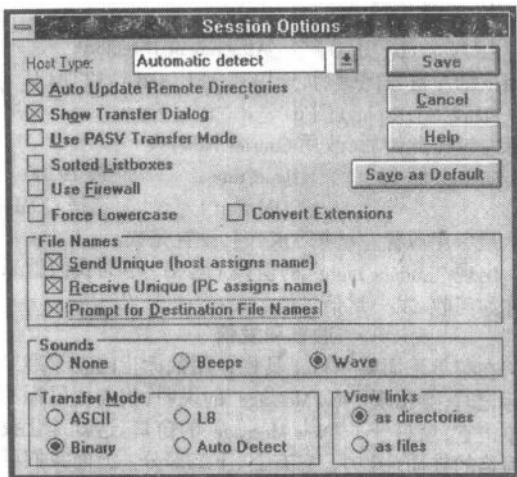 Session Options
Host Type: Automatic detect
Save
Auto Update Remote Directories
Cancel
Show Transfer Dialog
Use PASV Transfer Mode
Help
Sorted Listboxes
Save as Default
Use Firewall
Force Lowercase Convert Extensions
File Names
Send Unique (host assigns name)
Receive Unique (PC assigns name)
Prompt for Destination File Names
Sounds
None Beeps Wave
Transfer Mode
ASCII L8
Binary Auto Detect
View links
as directories
as files